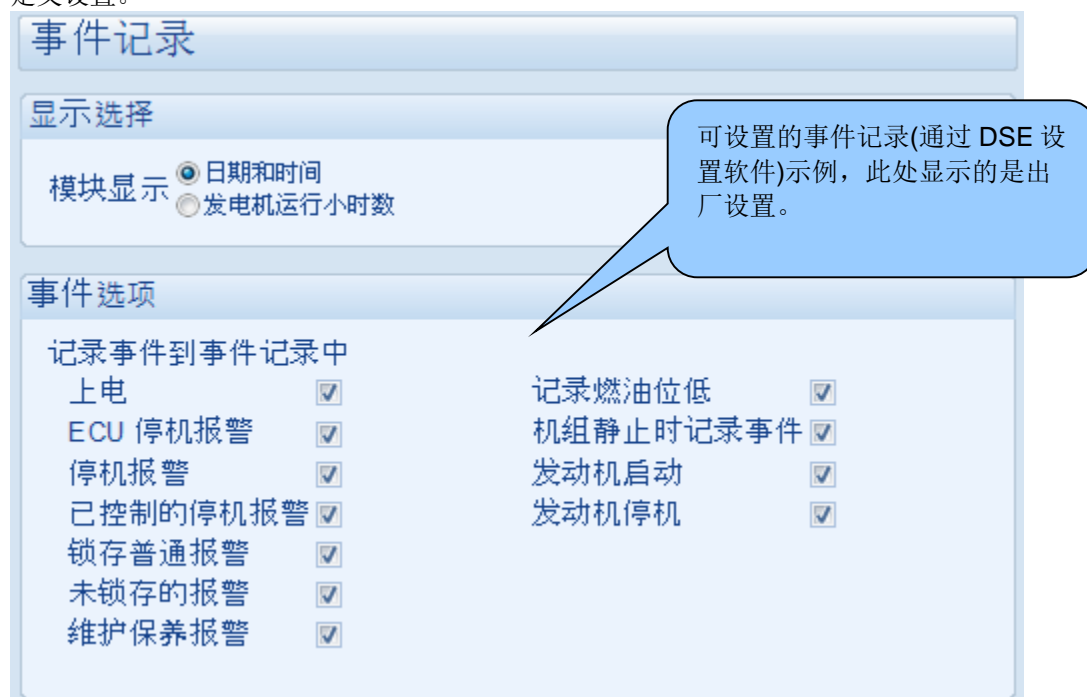 定义设置。
事件记录
显示选择
模块显示
日期和时间
发电机运行小时数
可设置的事件记录(通过 DSE 设
置软件)示例，此处显示的是出
厂设置。
事件选项
记录事件到事件记录中
上电
ECU 停机报警
停机报警
已控制的停机报警
锁存普通报警
未锁存的报警
维护保养报警
记录燃油位低
机组静止时记录事件
发动机启动
发动机停机